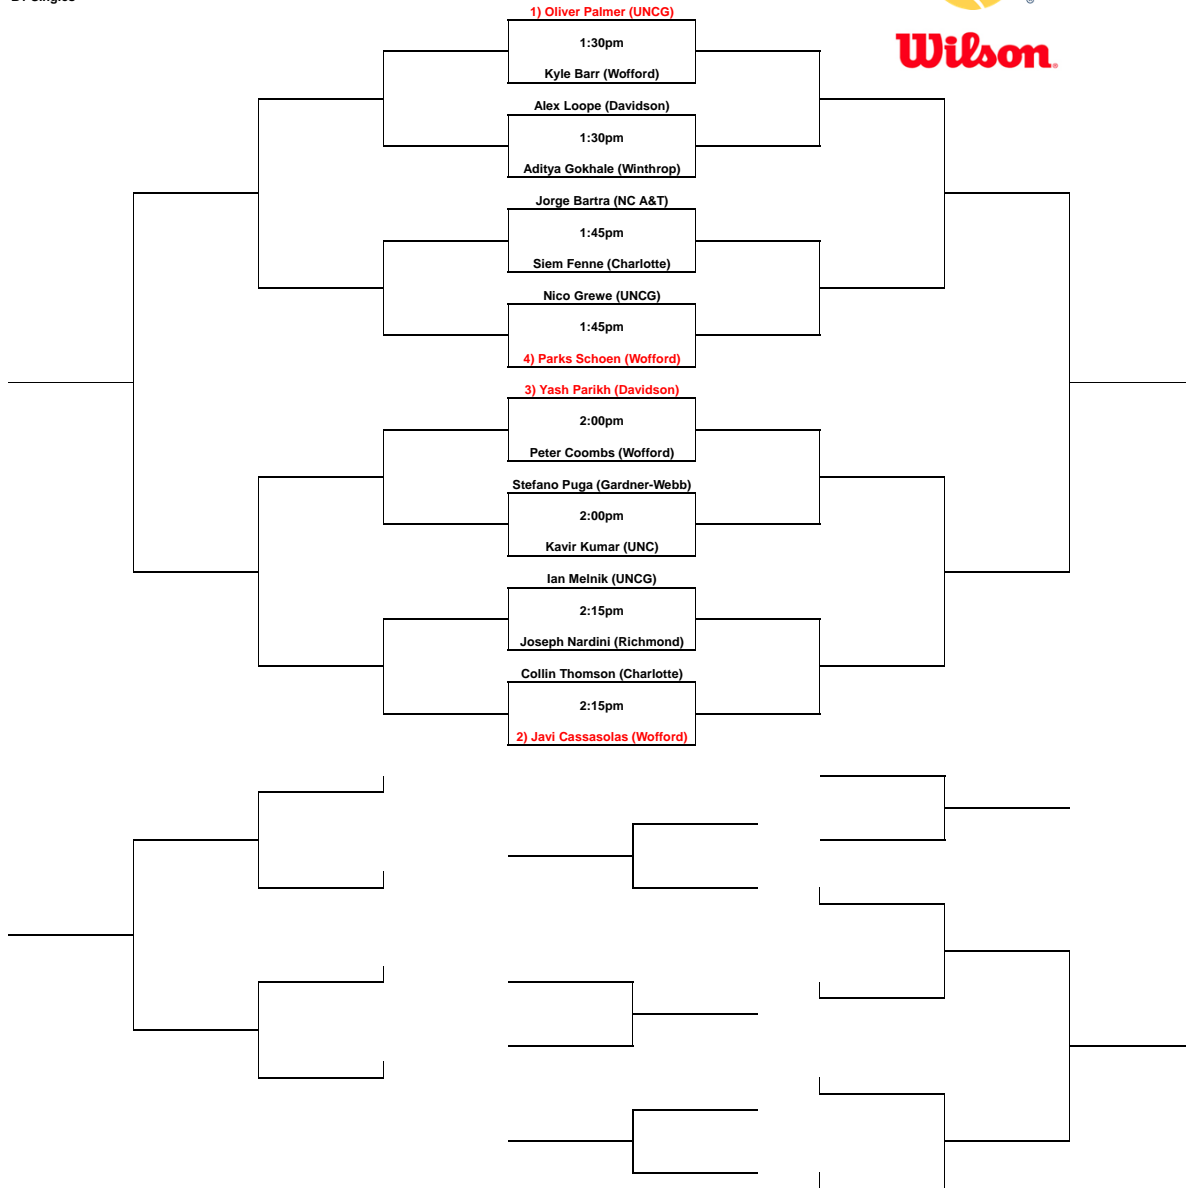 1) Oliver Palmer (UNCG)
1:30pm
Kyle Barr (Wofford)
Wilson.
®
Alex Loope (Davidson)
1:30pm
Aditya Gokhale (Winthrop)
Jorge Bartra (NC A&T)
1:45pm
Siem Fenne (Charlotte)
Nico Grewe (UNCG)
1:45pm
4) Parks Schoen (Wofford)
3) Yash Parikh (Davidson)
2:00pm
Peter Coombs (Wofford)
Stefano Puga (Gardner-Webb)
2:00pm
Kavir Kumar (UNC)
Ian Melnik (UNCG)
2:15pm
Joseph Nardini (Richmond)
Collin Thomson (Charlotte)
2:15pm
2) Javi Cassasolas (Wofford)